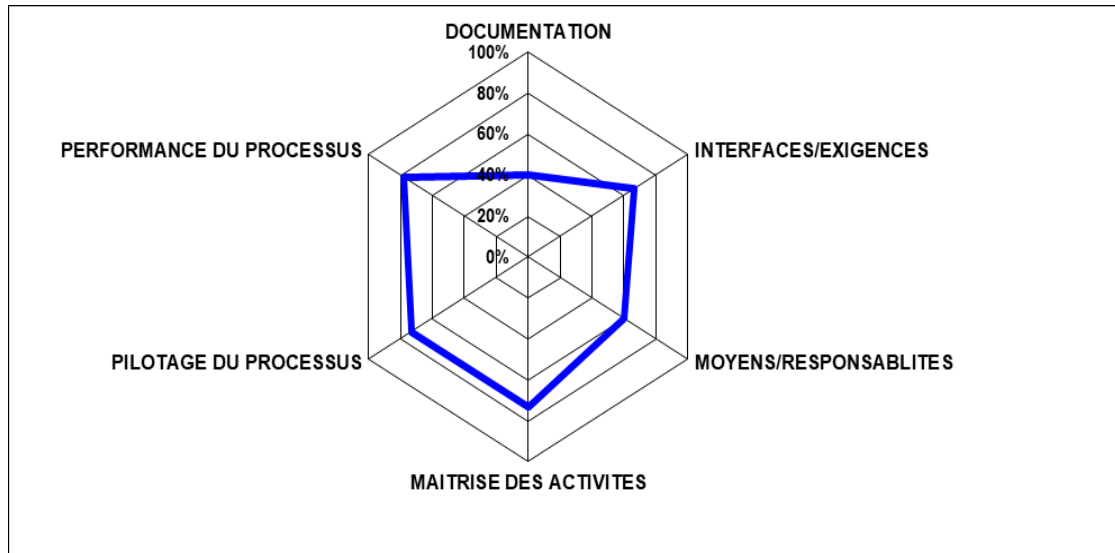 DOCUMENTATION
100%
80%
PERFORMANCE DU PROCESSUS
INTERFACES/EXIGENCES
60%
40%
20%
0%
PILOTAGE DU PROCESSUS
MOYENS/RESPONSABLITES
MAITRISE DES ACTIVITES